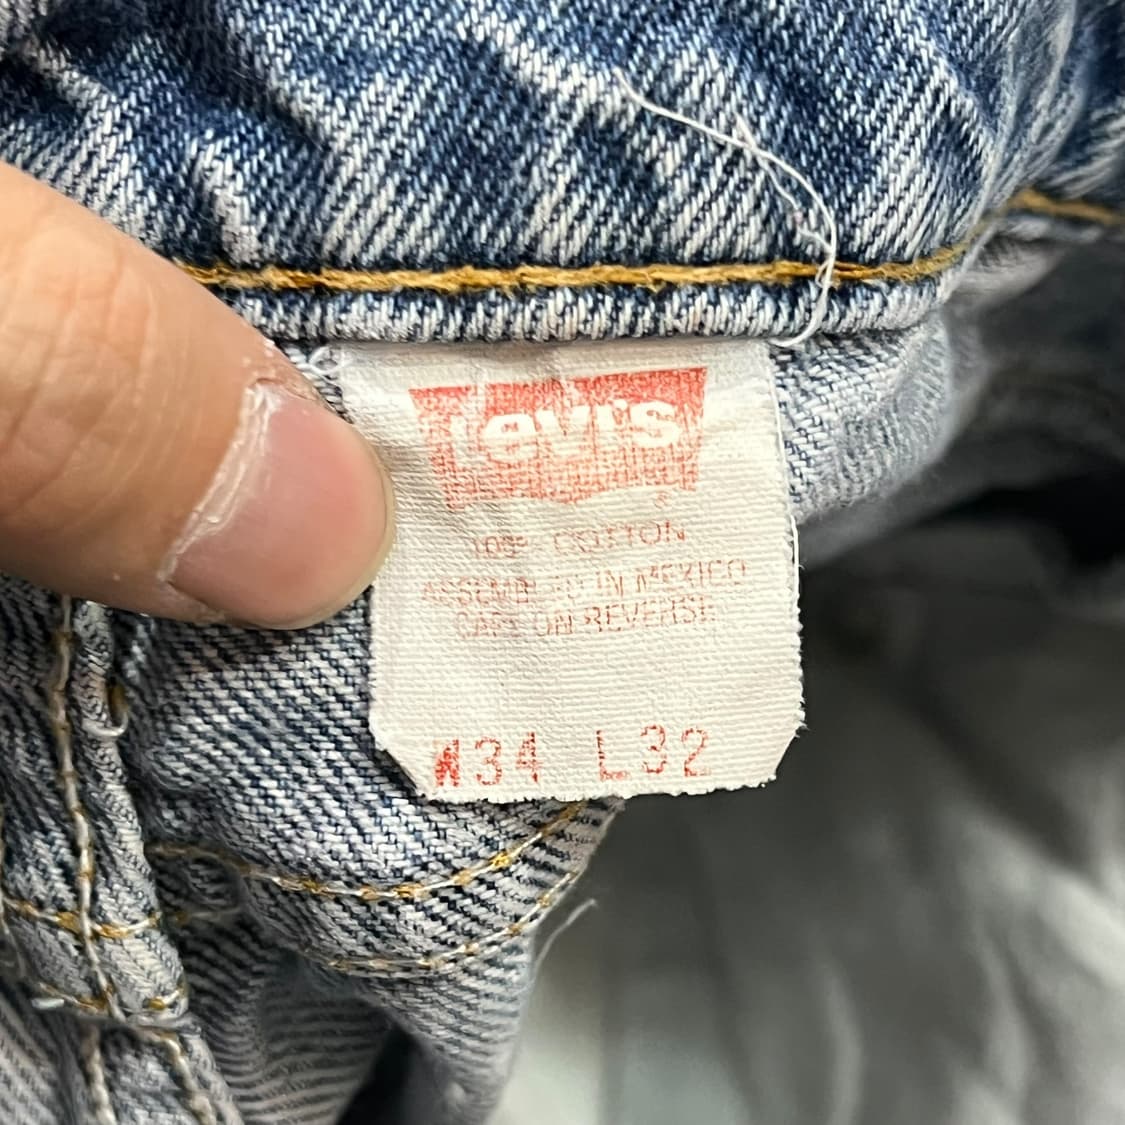 Levi's
®
100% COTTON
ASSEMBLED IN MEXICO
CARE ON REVERSE
W34 L32